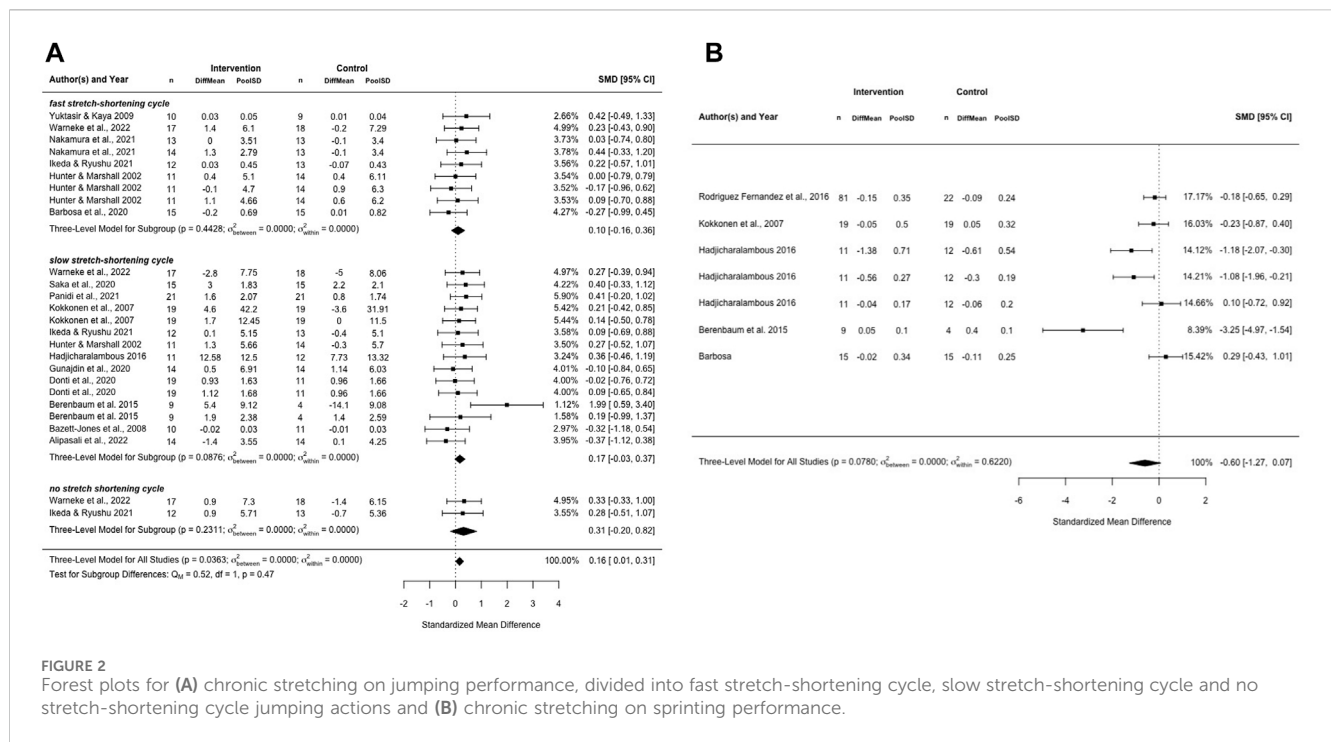 A
Intervention Control
Author(s) and Year n DiffMean PoolSD n DiffMean PoolSD SMD [95% CI]
fast stretch-shortening cycle
Yuktasir & Kaya 2009 10 0.03 0.05 9 0.01 0.04 2.66% 0.42 [-0.49, 1.33]
Warneke et al., 2022 17 1.4 6.1 18 -0.2 7.29 4.99% 0.23 [-0.43, 0.90]
Nakamura et al., 2021 13 0 3.51 13 -0.1 3.4 3.73% 0.03 [-0.74, 0.80]
Nakamura et al., 2021 14 1.3 2.79 13 -0.1 3.4 3.78% 0.44 [-0.33, 1.20]
Ikeda & Ryushu 2021 12 0.03 0.45 13 -0.07 0.43 3.56% 0.22 [-0.57, 1.01]
Hunter & Marshall 2002 11 0.4 5.1 14 0.4 6.11 3.54% 0.00 [-0.79, 0.79]
Hunter & Marshall 2002 11 -0.1 4.7 14 0.9 6.3 3.52% -0.17 [-0.96, 0.62]
Hunter & Marshall 2002 11 1.1 4.66 14 0.6 6.2 3.53% 0.09 [-0.70, 0.88]
Barbosa et al., 2020 15 -0.2 0.69 15 0.01 0.82 4.27% -0.27 [-0.99, 0.45]
Three-Level Model for Subgroup (p = 0.4428; σ²between = 0.0000; σ²within = 0.0000) 0.10 [-0.16, 0.36]
slow stretch-shortening cycle
Warneke et al., 2022 17 -2.8 7.75 18 -5 8.06 4.97% 0.27 [-0.39, 0.94]
Saka et al., 2020 15 3 1.83 15 2.2 2.1 4.22% 0.40 [-0.33, 1.12]
Panidi et al., 2021 21 1.6 2.07 21 0.8 1.74 5.90% 0.41 [-0.20, 1.02]
Kokkonen et al., 2007 19 4.6 42.2 19 -3.6 31.91 5.42% 0.21 [-0.42, 0.85]
Kokkonen et al., 2007 19 1.7 12.45 19 0 11.5 5.44% 0.14 [-0.50, 0.78]
Ikeda & Ryushu 2021 12 0.1 5.15 13 -0.4 5.1 3.58% 0.09 [-0.69, 0.88]
Hunter & Marshall 2002 11 1.3 5.66 14 -0.3 5.7 3.50% 0.27 [-0.52, 1.07]
Hadjicharalambous 2016 11 12.58 12.5 12 7.73 13.32 3.24% 0.36 [-0.46, 1.19]
Gunajdin et al., 2020 14 0.5 6.91 14 1.14 6.03 4.01% -0.10 [-0.84, 0.65]
Donti et al., 2020 19 0.93 1.63 11 0.96 1.66 4.00% -0.02 [-0.76, 0.72]
Donti et al., 2020 19 1.12 1.68 11 0.96 1.66 4.00% 0.09 [-0.65, 0.84]
Berenbaum et al. 2015 9 5.4 9.12 4 -14.1 9.08 1.12% 1.99 [0.59, 3.40]
Berenbaum et al. 2015 9 1.9 2.38 4 1.4 2.59 1.58% 0.19 [-0.99, 1.37]
Bazett-Jones et al., 2008 10 -0.02 0.03 11 -0.01 0.03 2.97% -0.32 [-1.18, 0.54]
Alipasali et al., 2022 14 -1.4 3.55 14 0.1 4.25 3.95% -0.37 [-1.12, 0.38]
Three-Level Model for Subgroup (p = 0.0876; σ²between = 0.0000; σ²within = 0.0000) 0.17 [-0.03, 0.37]
no stretch shortening cycle
Warneke et al., 2022 17 0.9 7.3 18 -1.4 6.15 4.95% 0.33 [-0.33, 1.00]
Ikeda & Ryushu 2021 12 0.9 5.71 13 -0.7 5.36 3.55% 0.28 [-0.51, 1.07]
Three-Level Model for Subgroup (p = 0.2311; σ²between = 0.0000; σ²within = 0.0000) 0.31 [-0.20, 0.82]
Three-Level Model for All Studies (p = 0.0363; σ²between = 0.0000; σ²within = 0.0000) 100.00% 0.16 [ 0.01, 0.31]
Test for Subgroup Differences: QM = 0.52, df = 1, p = 0.47
-2 -1 0 1 2 3 4
Standardized Mean Difference
B
Intervention Control
Author(s) and Year n DiffMean PoolSD n DiffMean PoolSD SMD [95% CI]
Rodriguez Fernandez et al., 2016 81 -0.15 0.35 22 -0.09 0.24 17.17% -0.18 [-0.65, 0.29]
Kokkonen et al., 2007 19 -0.05 0.5 19 0.05 0.32 16.03% -0.23 [-0.87, 0.40]
Hadjicharalambous 2016 11 -1.38 0.71 12 -0.61 0.54 14.12% -1.18 [-2.07, -0.30]
Hadjicharalambous 2016 11 -0.56 0.27 12 -0.3 0.19 14.21% -1.08 [-1.96, -0.21]
Hadjicharalambous 2016 11 -0.04 0.17 12 -0.06 0.2 14.66% 0.10 [-0.72, 0.92]
Berenbaum et al. 2015 9 0.05 0.1 4 0.4 0.1 8.39% -3.25 [-4.97, -1.54]
Barbosa 15 -0.02 0.34 15 -0.11 0.25 15.42% 0.29 [-0.43, 1.01]
Three-Level Model for All Studies (p = 0.0780; σ²between = 0.0000; σ²within = 0.6220) 100% -0.60 [-1.27, 0.07]
-6 -4 -2 0 2
Standardized Mean Difference
FIGURE 2
Forest plots for (A) chronic stretching on jumping performance, divided into fast stretch-shortening cycle, slow stretch-shortening cycle and no
stretch-shortening cycle jumping actions and (B) chronic stretching on sprinting performance.